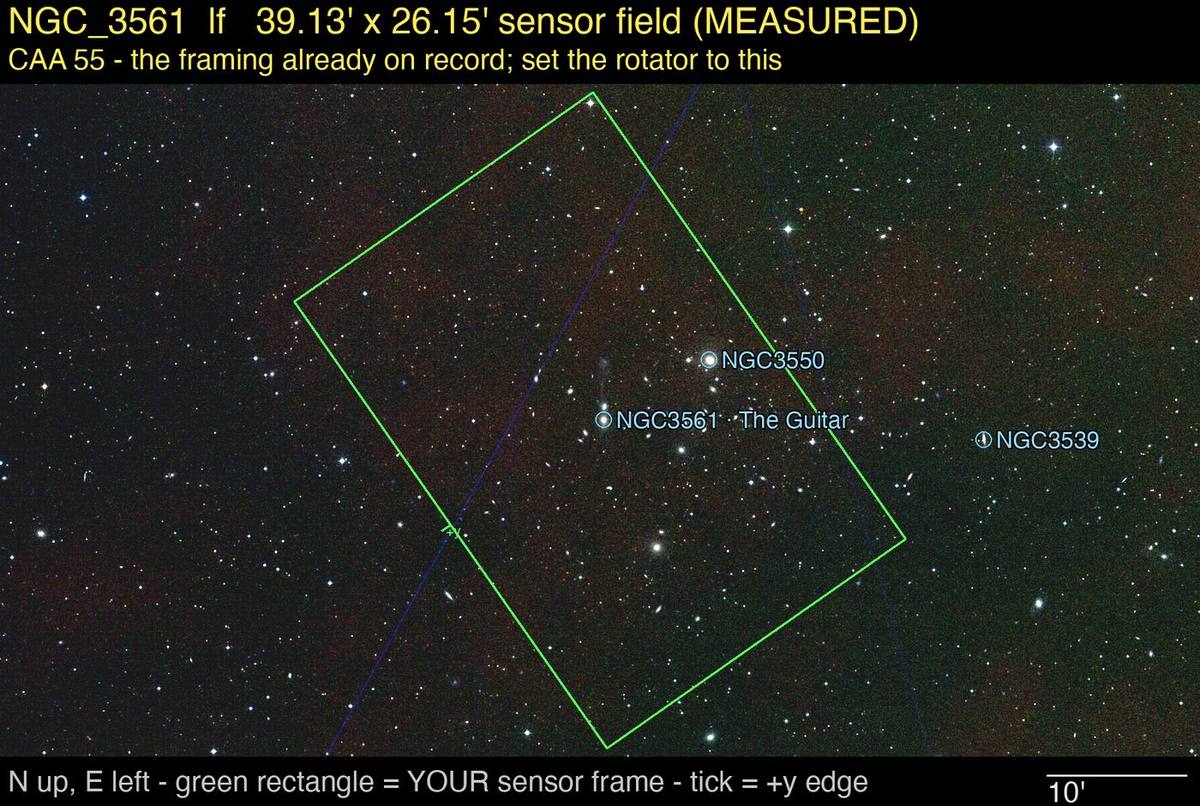 NGC_3561 lf 39.13' x 26.15' sensor field (MEASURED)
CAA 55 - the framing already on record; set the rotator to this
NGC3550
NGC3561 · The Guitar
NGC3539
+y
N up, E left - green rectangle = YOUR sensor frame - tick = +y edge
10'